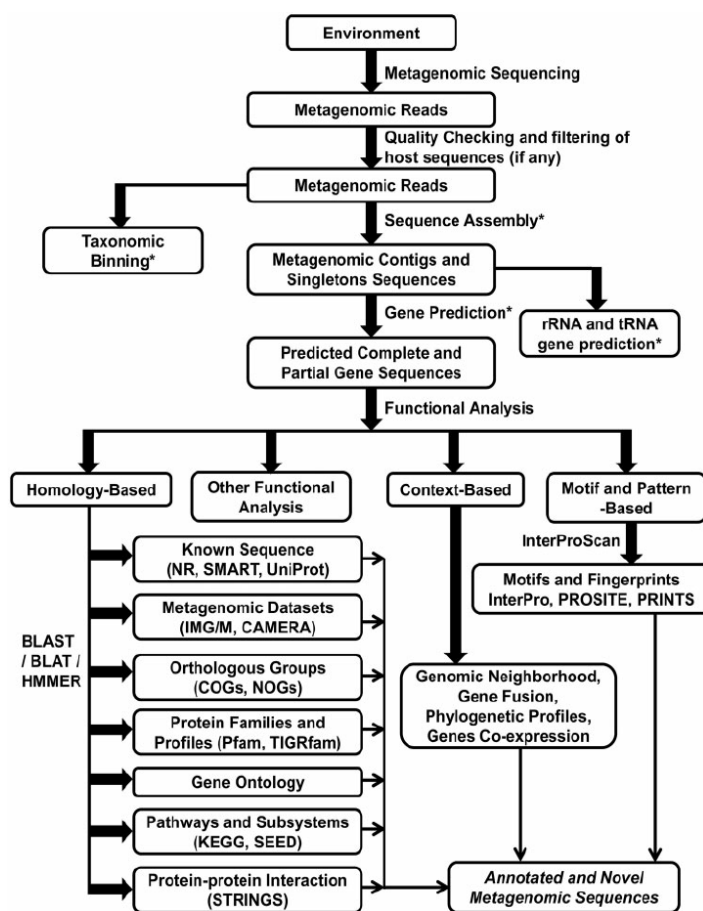 Environment
Metagenomic Sequencing
Metagenomic Reads
Quality Checking and filtering of
host sequences (if any)
Metagenomic Reads
Sequence Assembly*
Taxonomic
Binning*
Metagenomic Contigs and
Singletons Sequences
Gene Prediction*
rRNA and tRNA
gene prediction*
Predicted Complete and
Partial Gene Sequences
Functional Analysis
Homology-Based
Other Functional
Analysis
Context-Based
Motif and Pattern
-Based
BLAST
/ BLAT /
HMMER
Known Sequence
(NR, SMART, UniProt)
Metagenomic Datasets
(IMG/M, CAMERA)
Orthologous Groups
(COGs, NOGs)
Protein Families and
Profiles (Pfam, TIGRfam)
Gene Ontology
Pathways and Subsystems
(KEGG, SEED)
Protein-protein Interaction
(STRINGS)
InterProScan
Motifs and Fingerprints
InterPro, PROSITE, PRINTS
Genomic Neighborhood,
Gene Fusion,
Phylogenetic Profiles,
Genes Co-expression
Annotated and Novel
Metagenomic Sequences